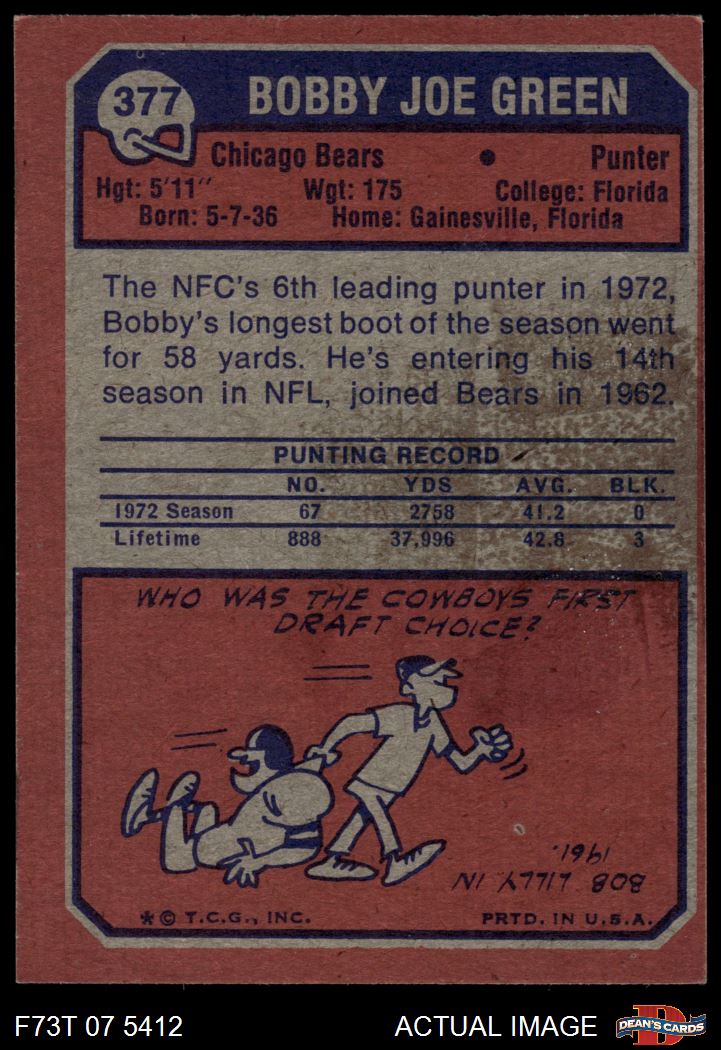 377
BOBBY JOE GREEN
Chicago Bears • Punter
Hgt: 5'11" Wgt: 175 College: Florida
Born: 5-7-36 Home: Gainesville, Florida
The NFC's 6th leading punter in 1972,
Bobby's longest boot of the season went
for 58 yards. He's entering his 14th
season in NFL, joined Bears in 1962.
PUNTING RECORD
NO. YDS AVG. BLK.
1972 Season 67 2758 41.2 0
Lifetime 888 37,996 42.8 3
WHO WAS THE COWBOYS FIRST
DRAFT CHOICE?
BOB LILLY IN
1961.
* © T.C.G., INC. PRTD. IN U.S.A.
F73T 07 5412 ACTUAL IMAGE D DEAN'S CARDS